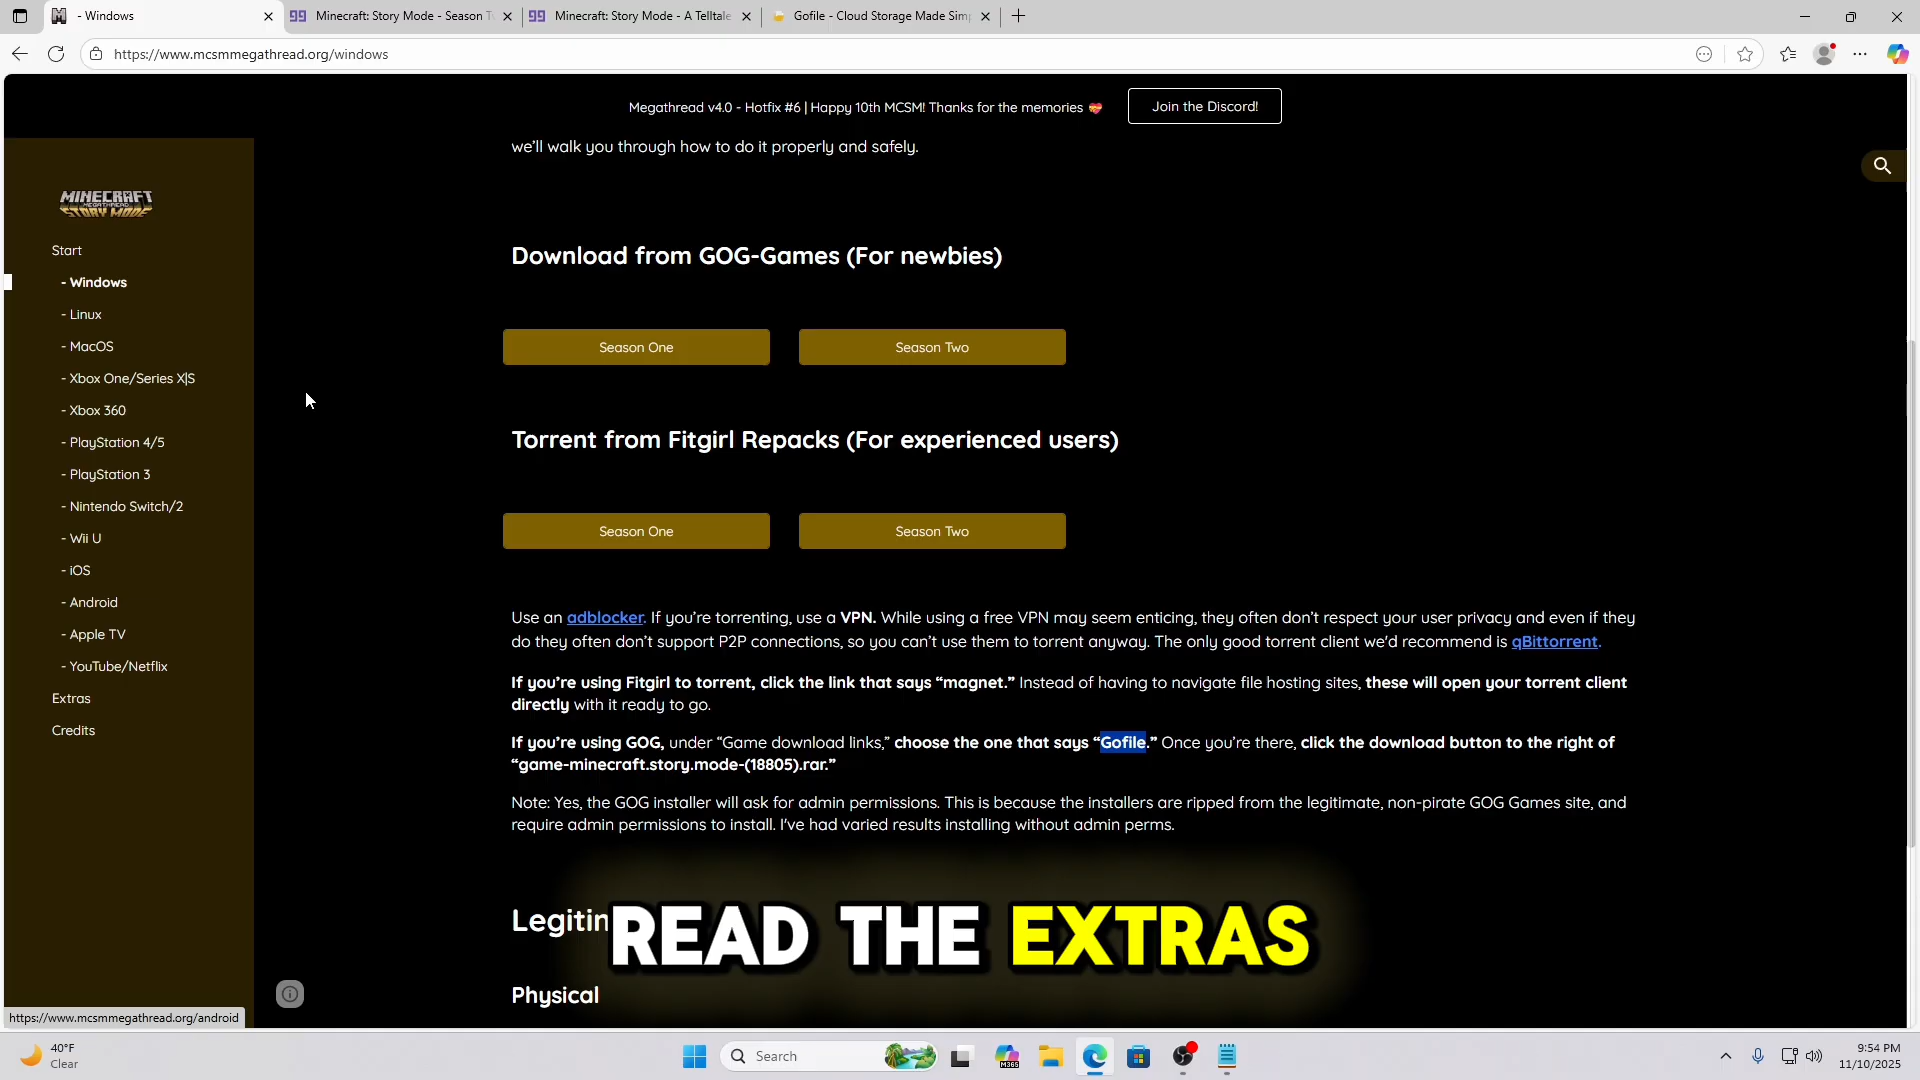 - Windows
Minecraft: Story Mode - Season T
Minecraft: Story Mode - A Telltale
Gofile - Cloud Storage Made Sim
https://www.mcsmmegathread.org/windows
Megathread v4.0 - Hotfix #6 | Happy 10th MCSM! Thanks for the memories 💝
Join the Discord!
we’ll walk you through how to do it properly and safely.
MINECRAFT
MEGATHREAD
STORY MODE
Start
- Windows
- Linux
- MacOS
- Xbox One/Series X|S
- Xbox 360
- PlayStation 4/5
- PlayStation 3
- Nintendo Switch/2
- Wii U
- iOS
- Android
- Apple TV
- YouTube/Netflix
Extras
Credits
Download from GOG-Games (For newbies)
Season One
Season Two
Torrent from Fitgirl Repacks (For experienced users)
Season One
Season Two
Use an adblocker. If you’re torrenting, use a VPN. While using a free VPN may seem enticing, they often don’t respect your user privacy and even if they
do they often don’t support P2P connections, so you can’t use them to torrent anyway. The only good torrent client we’d recommend is qBittorrent.
If you’re using Fitgirl to torrent, click the link that says “magnet.” Instead of having to navigate file hosting sites, these will open your torrent client
directly with it ready to go.
If you’re using GOG, under “Game download links,” choose the one that says “Gofile.” Once you’re there, click the download button to the right of
“game-minecraft.story.mode-(18805).rar.”
Note: Yes, the GOG installer will ask for admin permissions. This is because the installers are ripped from the legitimate, non-pirate GOG Games site, and
require admin permissions to install. I’ve had varied results installing without admin perms.
Legitim
READ THE EXTRAS
Physical
https://www.mcsmmegathread.org/android
40°F
Clear
Search
M365
9:54 PM
11/10/2025